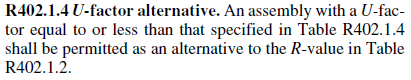 R402.1.4 U-factor alternative. An assembly with a U-fac-
tor equal to or less than that specified in Table R402.1.4
shall be permitted as an alternative to the R-value in Table
R402.1.2.